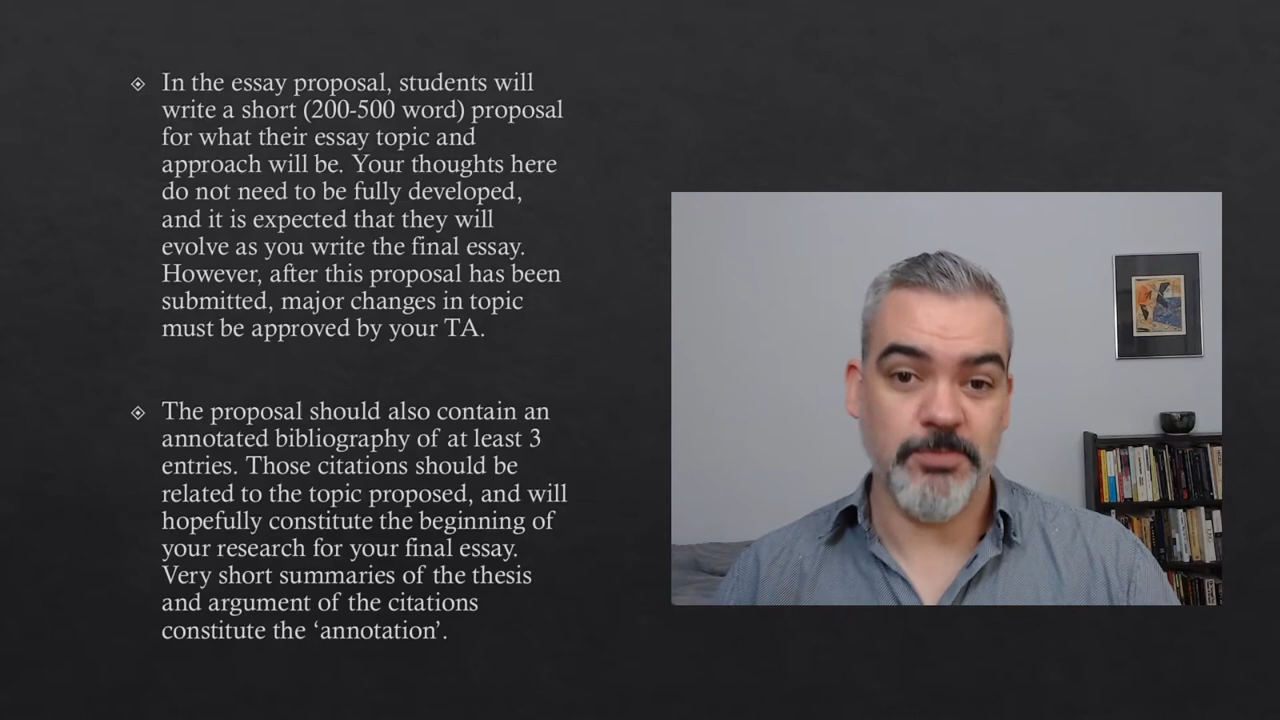 In the essay proposal, students will
write a short (200-500 word) proposal
for what their essay topic and
approach will be. Your thoughts here
do not need to be fully developed,
and it is expected that they will
evolve as you write the final essay.
However, after this proposal has been
submitted, major changes in topic
must be approved by your TA.
The proposal should also contain an
annotated bibliography of at least 3
entries. Those citations should be
related to the topic proposed, and will
hopefully constitute the beginning of
your research for your final essay.
Very short summaries of the thesis
and argument of the citations
constitute the ‘annotation’.